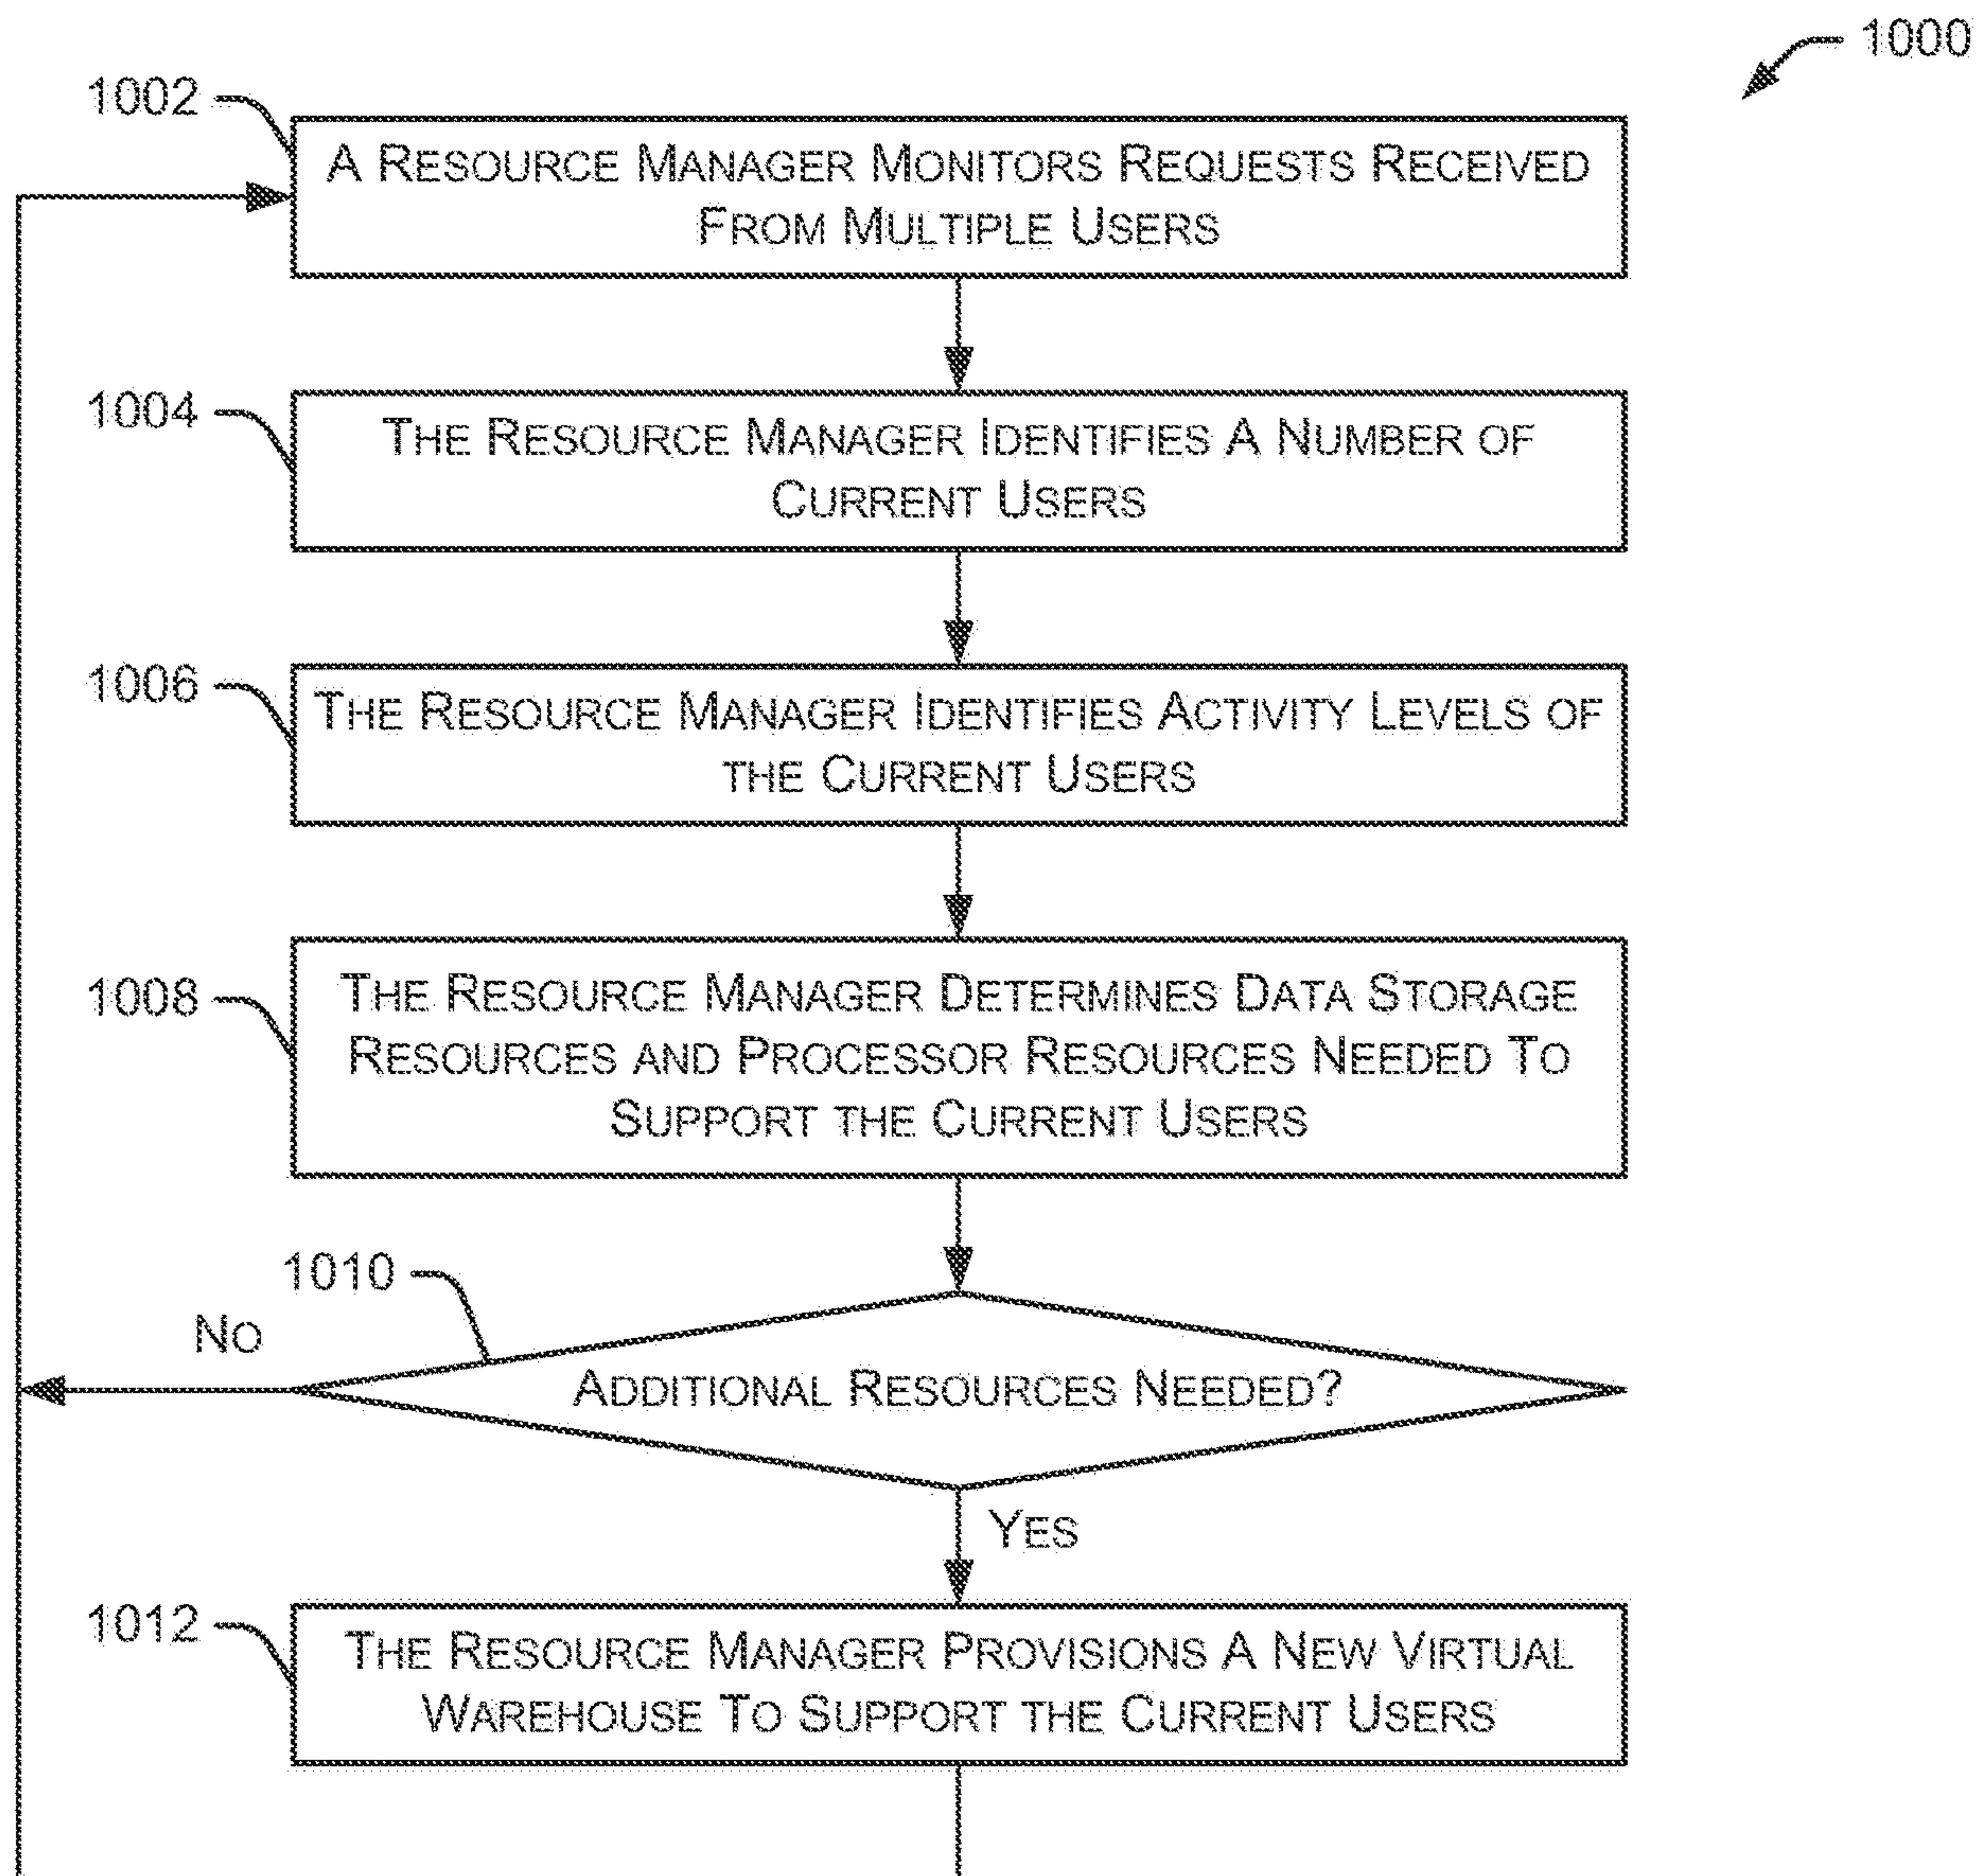 1000
1002
A RESOURCE MANAGER MONITORS REQUESTS RECEIVED
FROM MULTIPLE USERS
1004
THE RESOURCE MANAGER IDENTIFIES A NUMBER OF
CURRENT USERS
1006
THE RESOURCE MANAGER IDENTIFIES ACTIVITY LEVELS OF
THE CURRENT USERS
1008
THE RESOURCE MANAGER DETERMINES DATA STORAGE
RESOURCES AND PROCESSOR RESOURCES NEEDED TO
SUPPORT THE CURRENT USERS
1010
NO
ADDITIONAL RESOURCES NEEDED?
YES
1012
THE RESOURCE MANAGER PROVISIONS A NEW VIRTUAL
WAREHOUSE TO SUPPORT THE CURRENT USERS